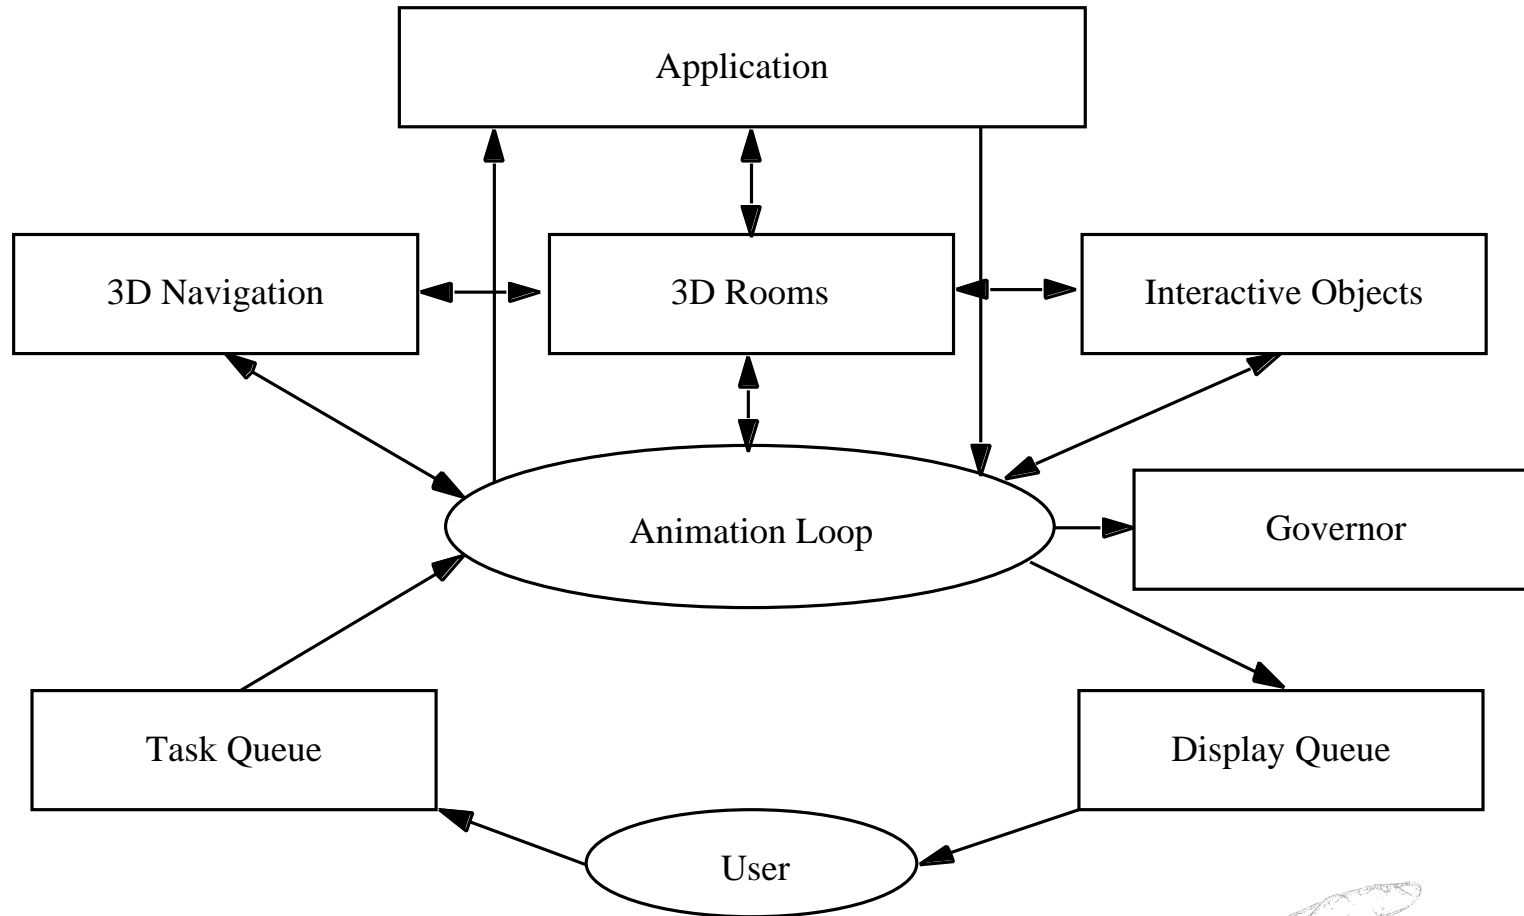 Application
3D Navigation
3D Rooms
Interactive Objects
Animation Loop
Governor
Task Queue
Display Queue
User